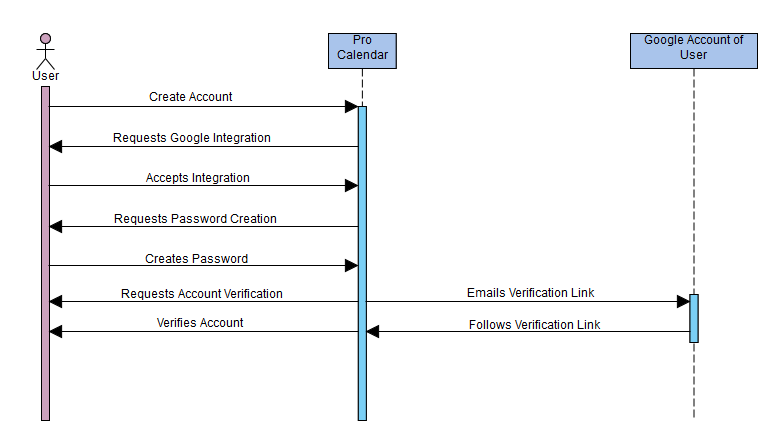 Pro
Calendar
Google Account of
User
User
Create Account
Requests Google Integration
Accepts Integration
Requests Password Creation
Creates Password
Requests Account Verification
Emails Verification Link
Verifies Account
Follows Verification Link